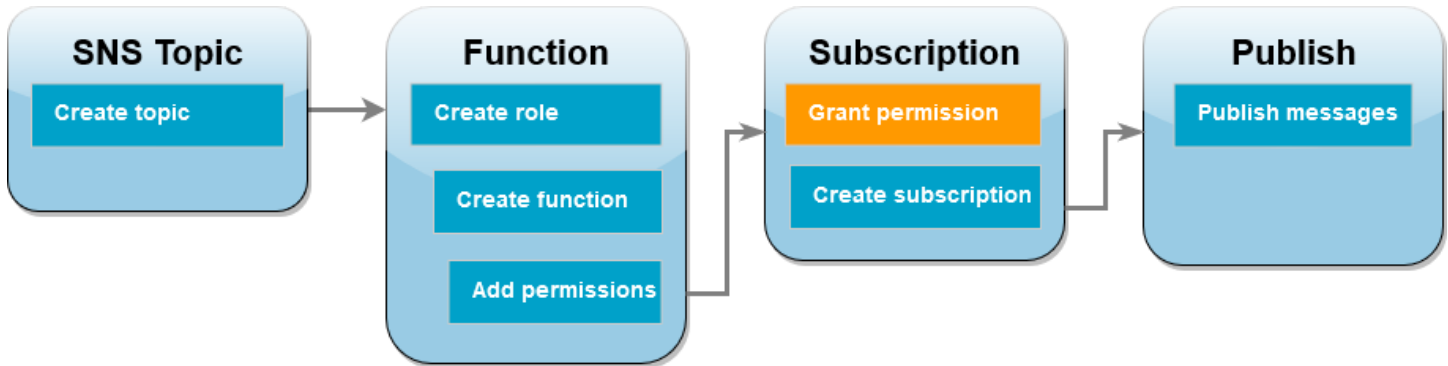 SNS Topic
Create topic
Function
Create role
Create function
Add permissions
Subscription
Grant permission
Create subscription
Publish
Publish messages